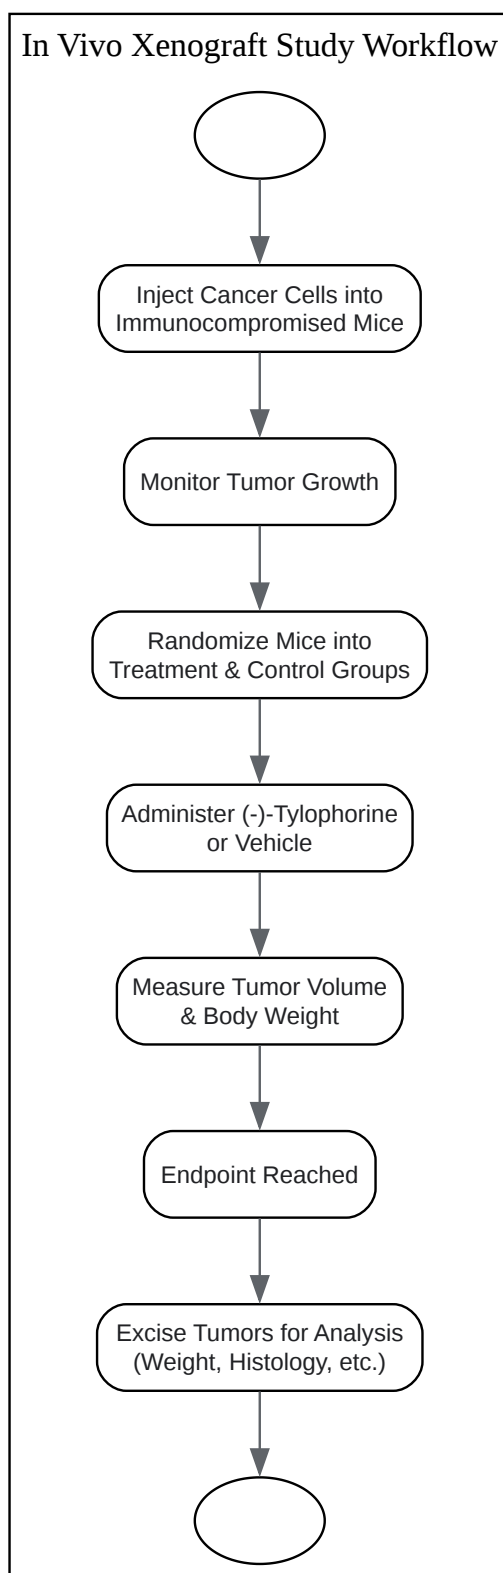 In Vivo Xenograft Study Workflow
Inject Cancer Cells into
Immunocompromised Mice
Monitor Tumor Growth
Randomize Mice into
Treatment & Control Groups
Administer (-)-Tylophorine
or Vehicle
Measure Tumor Volume
& Body Weight
Endpoint Reached
Excise Tumors for Analysis
(Weight, Histology, etc.)